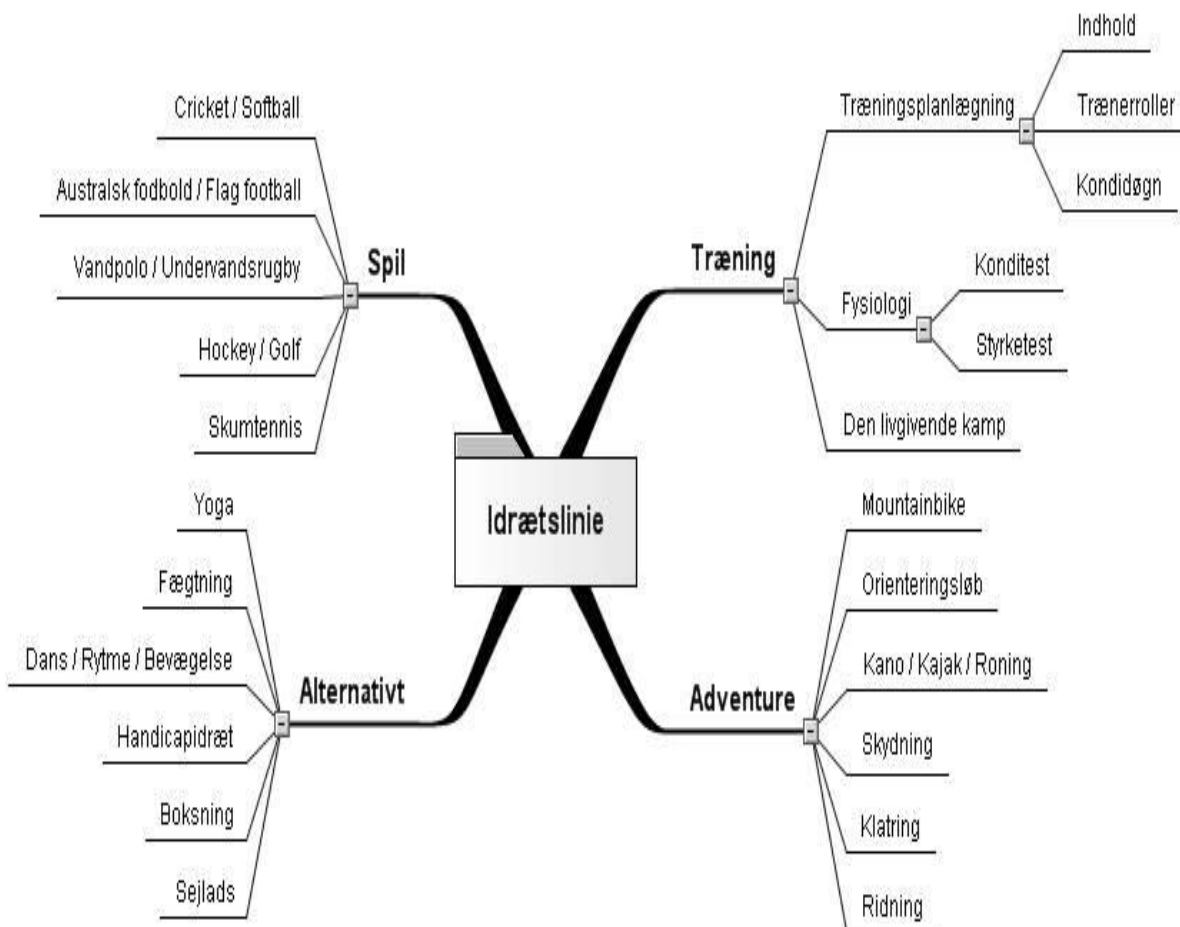 Idrætslinie
Spil
Cricket / Softball
Australsk fodbold / Flag football
Vandpolo / Undervandsrugby
Hockey / Golf
Skumtennis
Træning
Træningsplanlægning
Indhold
Trænerroller
Kondidøgn
Fysiologi
Konditest
Styrketest
Den livgivende kamp
Alternativt
Yoga
Fægtning
Dans / Rytme / Bevægelse
Handicapidræt
Boksning
Sejlads
Adventure
Mountainbike
Orienteringsløb
Kano / Kajak / Roning
Skydning
Klatring
Ridning